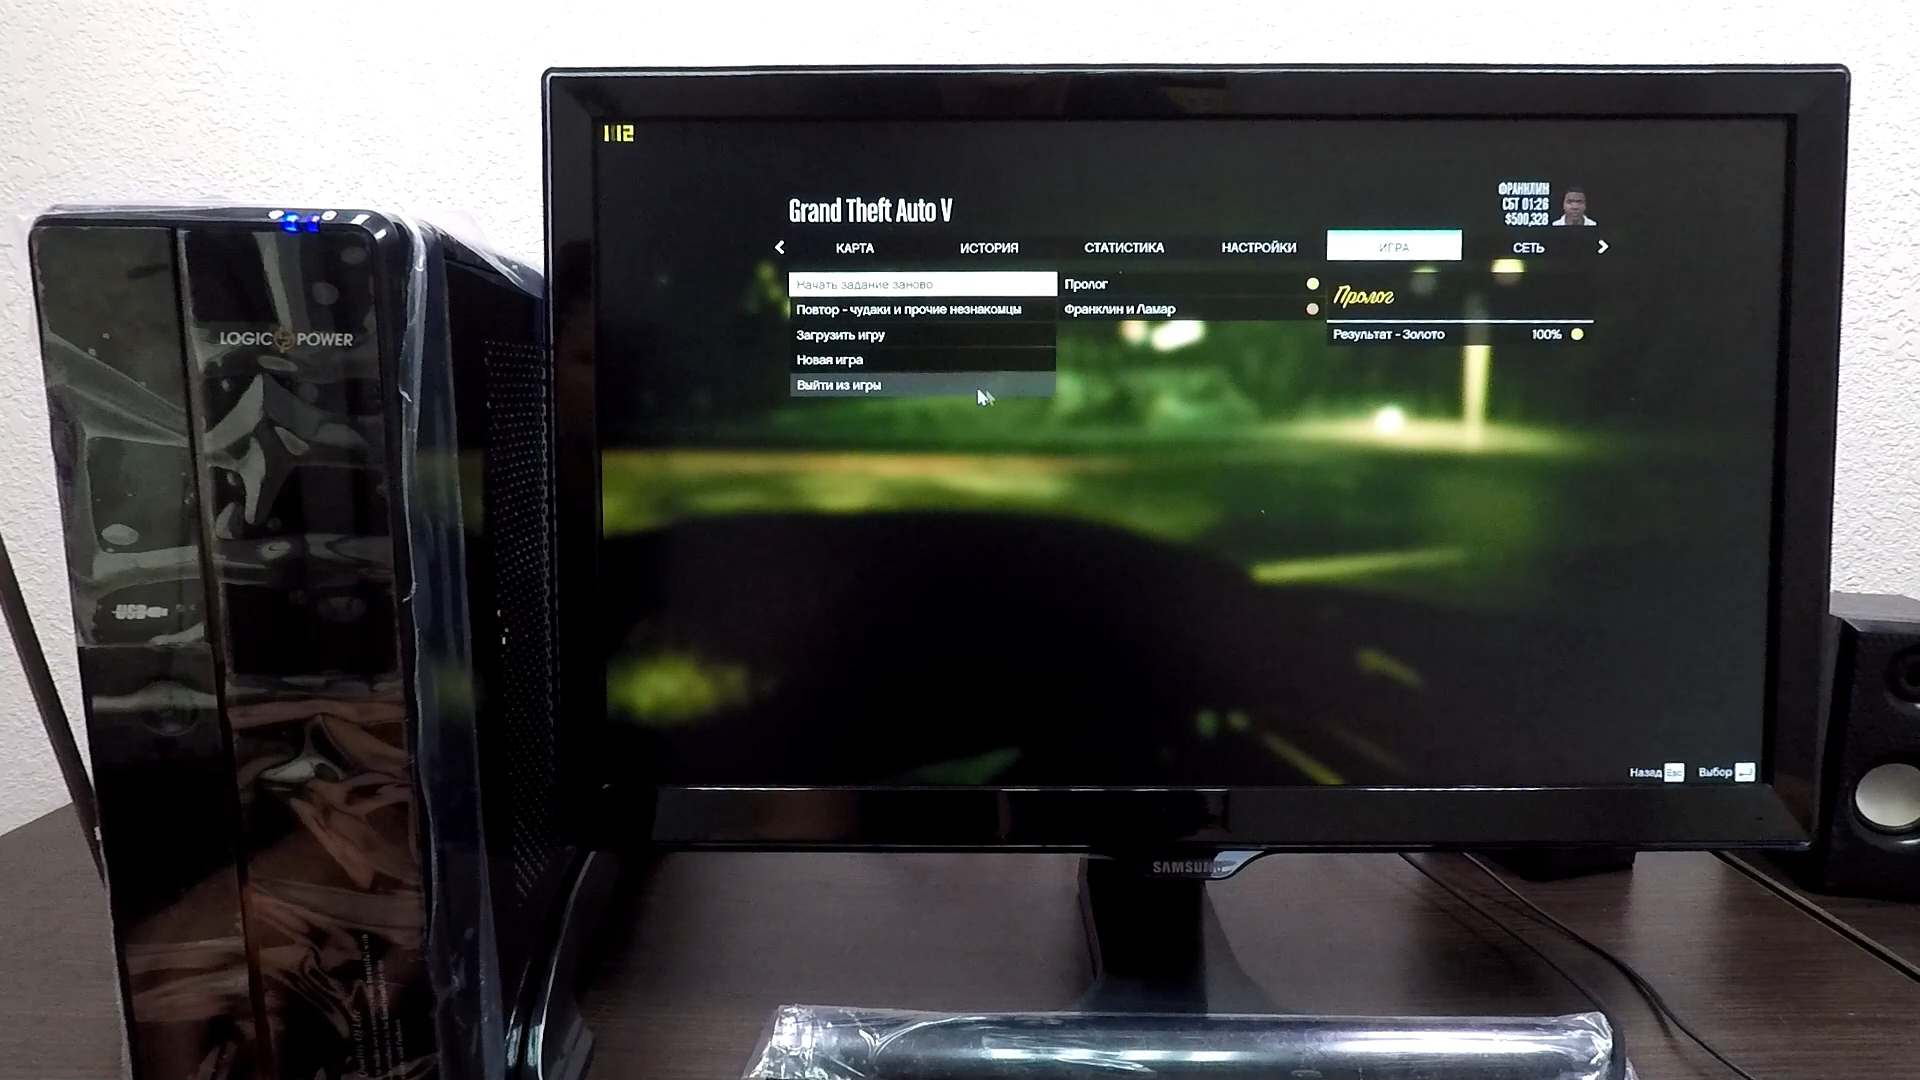 112
Grand Theft Auto V
ФРАНКЛИН
СБТ 01:26
$500,328
КАРТА
ИСТОРИЯ
СТАТИСТИКА
НАСТРОЙКИ
ИГРА
СЕТЬ
Начать задание заново
Повтор - чудаки и прочие незнакомцы
Загрузить игру
Новая игра
Выйти из игры
Пролог
Франклин и Ламар
Пролог
Результат - Золото 100%
Назад Esc
Выбор
LOGIC POWER
USB
SAMSUNG